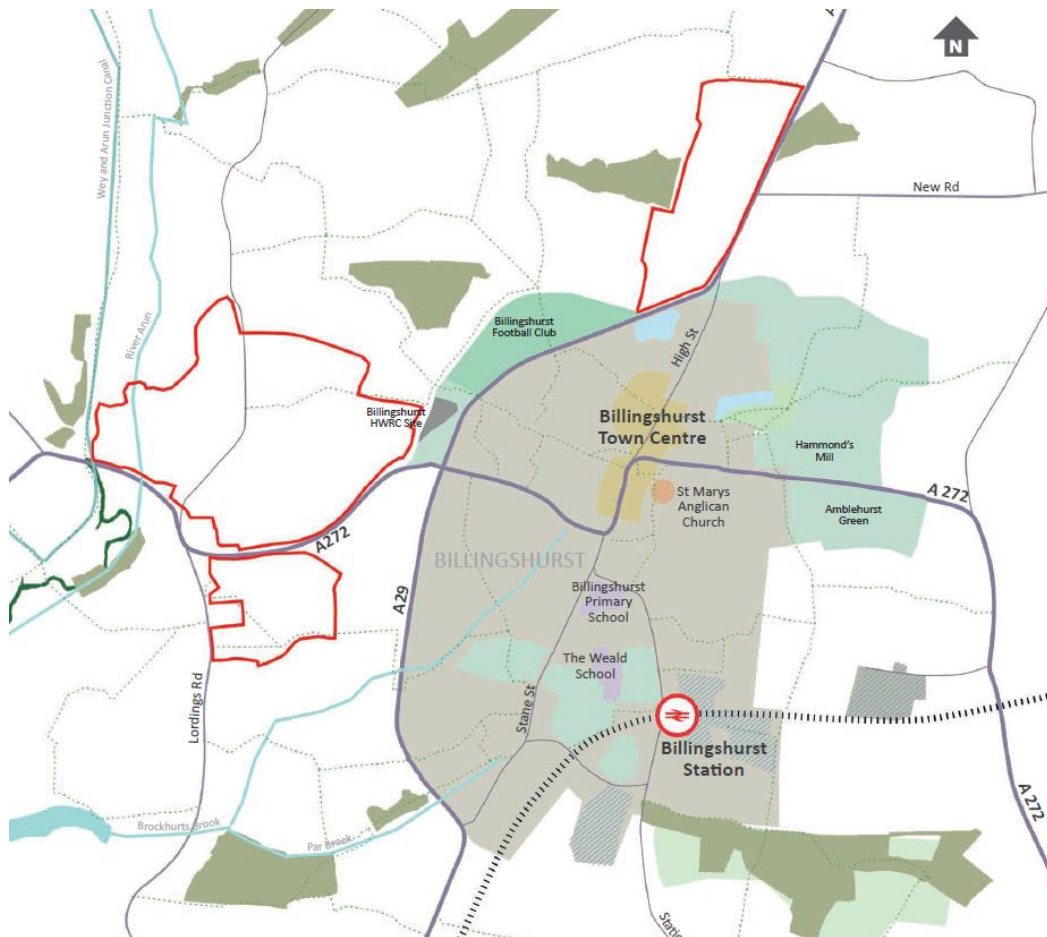 N
Wey and Arun Junction Canal
River Arun
New Rd
Billingshurst
Football Club
High St
Billingshurst
HWRC Site
Billingshurst
Town Centre
Hammond's
Mill
St Marys
Anglican
Church
A 272
Amblehurst
Green
A272
BILLINGSHURST
A29
Billingshurst
Primary
School
The Weald
School
Lordings Rd
Stane St
Billingshurst
Station
A 272
Brockhurts Brook
Par Brook